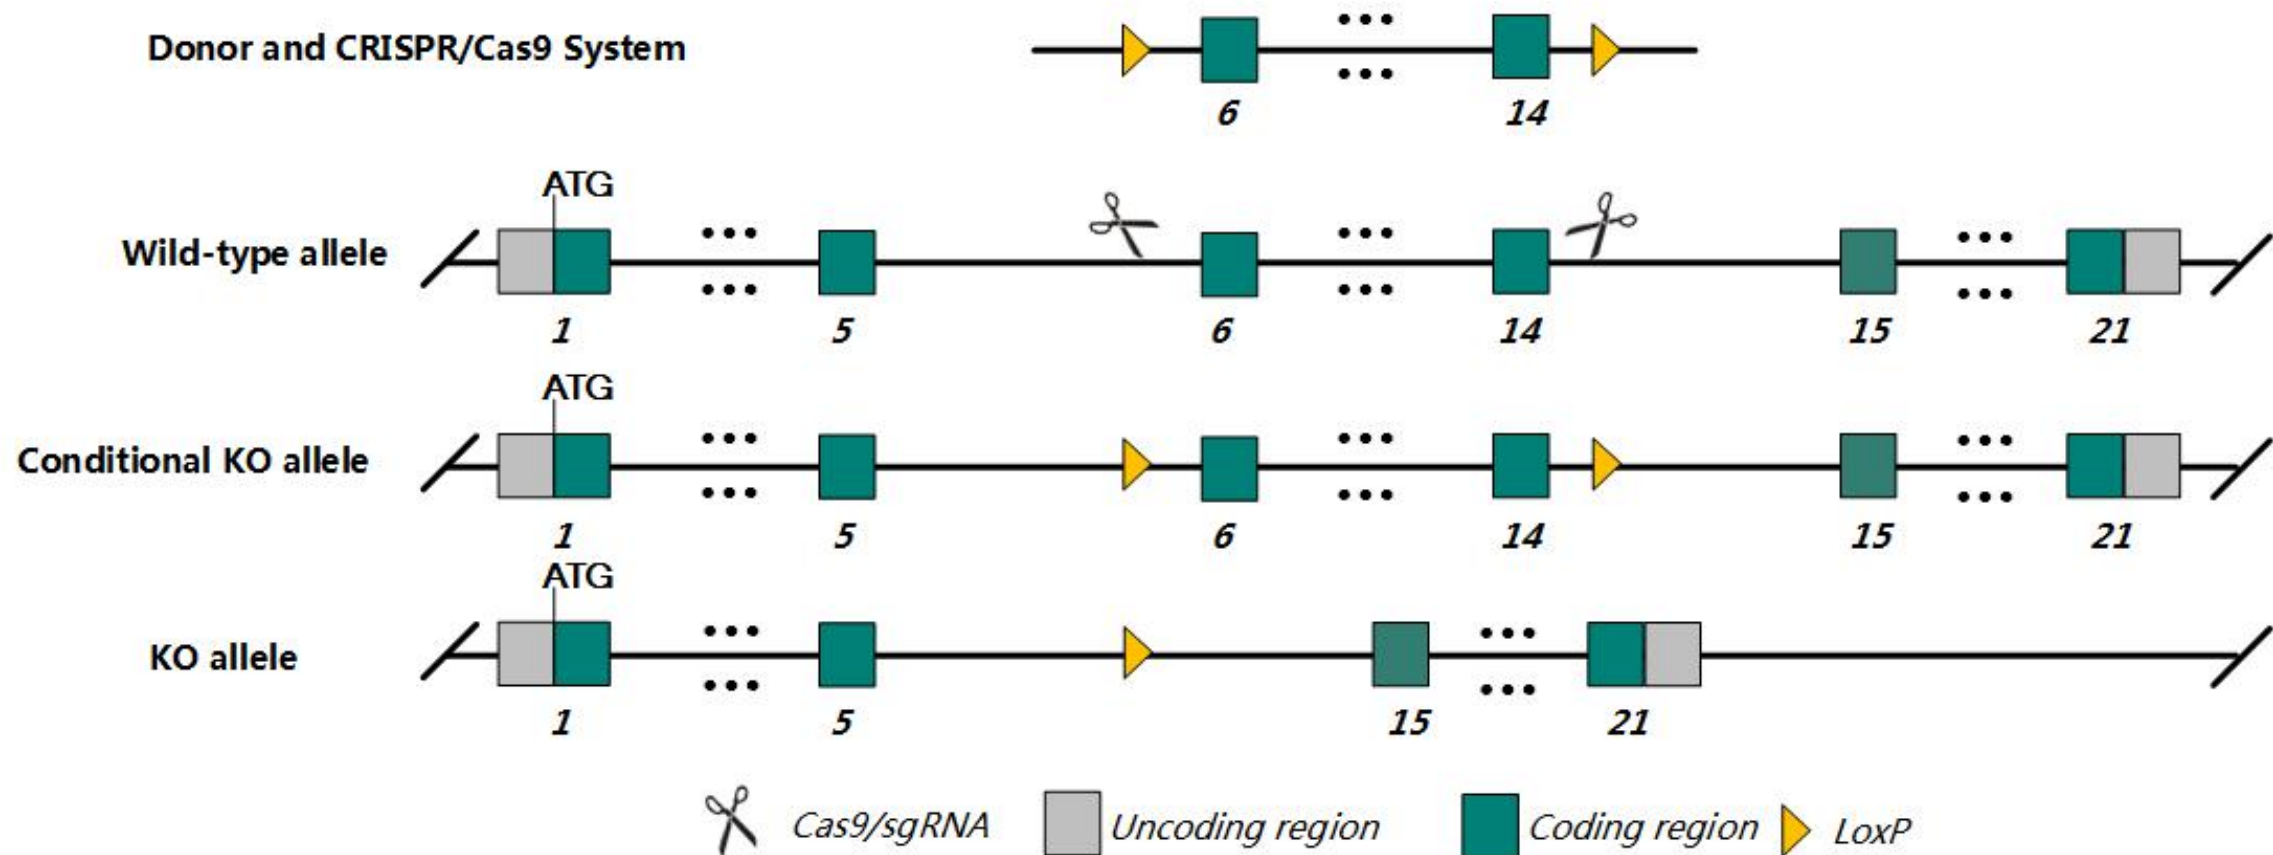 Donor and CRISPR/Cas9 System
6 14
ATG
Wild-type allele
1 5 6 14 15 21
ATG
Conditional KO allele
1 5 6 14 15 21
ATG
KO allele
1 5 15 21
Cas9/sgRNA Uncoding region Coding region LoxP